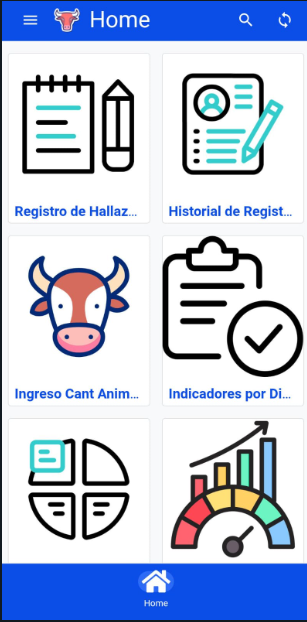 Home
Registro de Hallaz...
Historial de Regist...
Ingreso Cant Anim...
Indicadores por Di...
Home